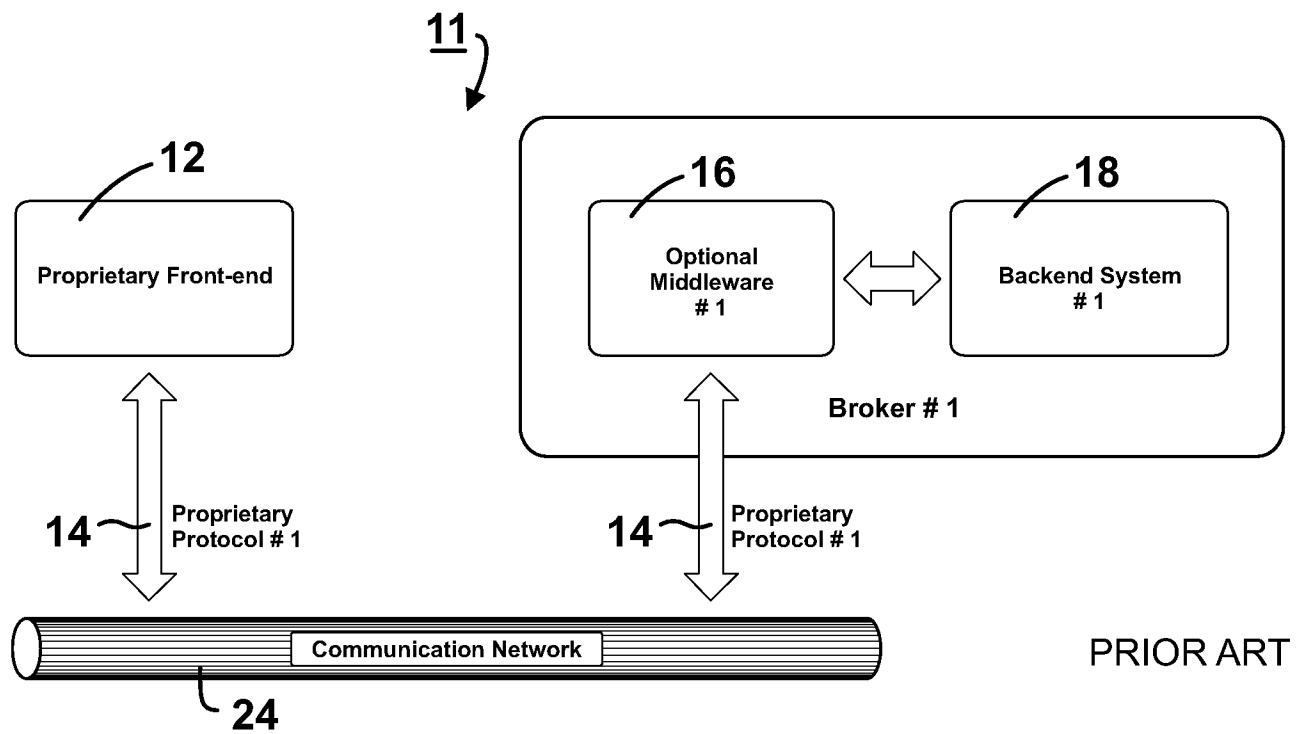 11
12
16
18
Proprietary Front-end
Optional
Middleware
# 1
Backend System
# 1
Broker # 1
14
Proprietary
Protocol # 1
14
Proprietary
Protocol # 1
Communication Network
PRIOR ART
24